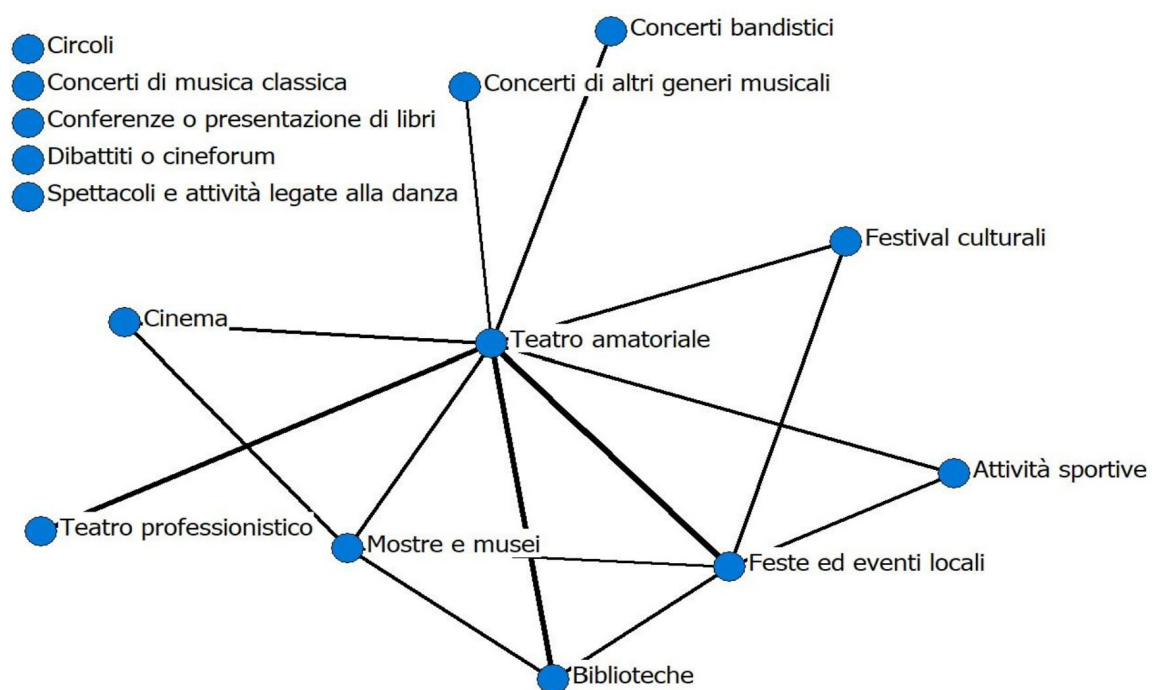 Circoli
Concerti di musica classica
Conferenze o presentazione di libri
Dibattiti o cineforum
Spettacoli e attività legate alla danza
Concerti bandistici
Concerti di altri generi musicali
Festival culturali
Cinema
Teatro amatoriale
Attività sportive
Teatro professionistico
Mostre e musei
Feste ed eventi locali
Biblioteche